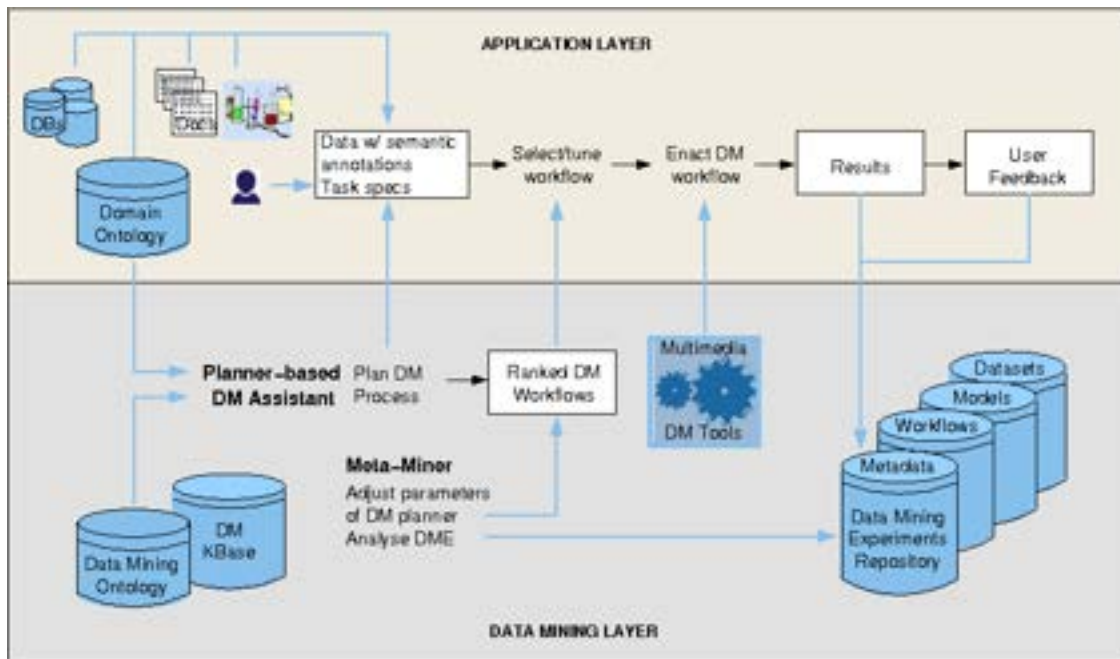 APPLICATION LAYER
DBs
Data
Data w/ semantic
annotations
Task specs
Select/tune
workflow
Enact DM
workflow
Results
User
Feedback
Domain
Ontology
Planner-based
DM Assistant
Plan DM
Process
Ranked DM
Workflows
Multimedia
DM Tools
Datasets
Models
Workflows
Metadata
Data Mining
Experiments
Repository
Meta-Miner
Adjust parameters
of DM planner
Analyse DME
DM
KBase
Data Mining
Ontology
DATA MINING LAYER